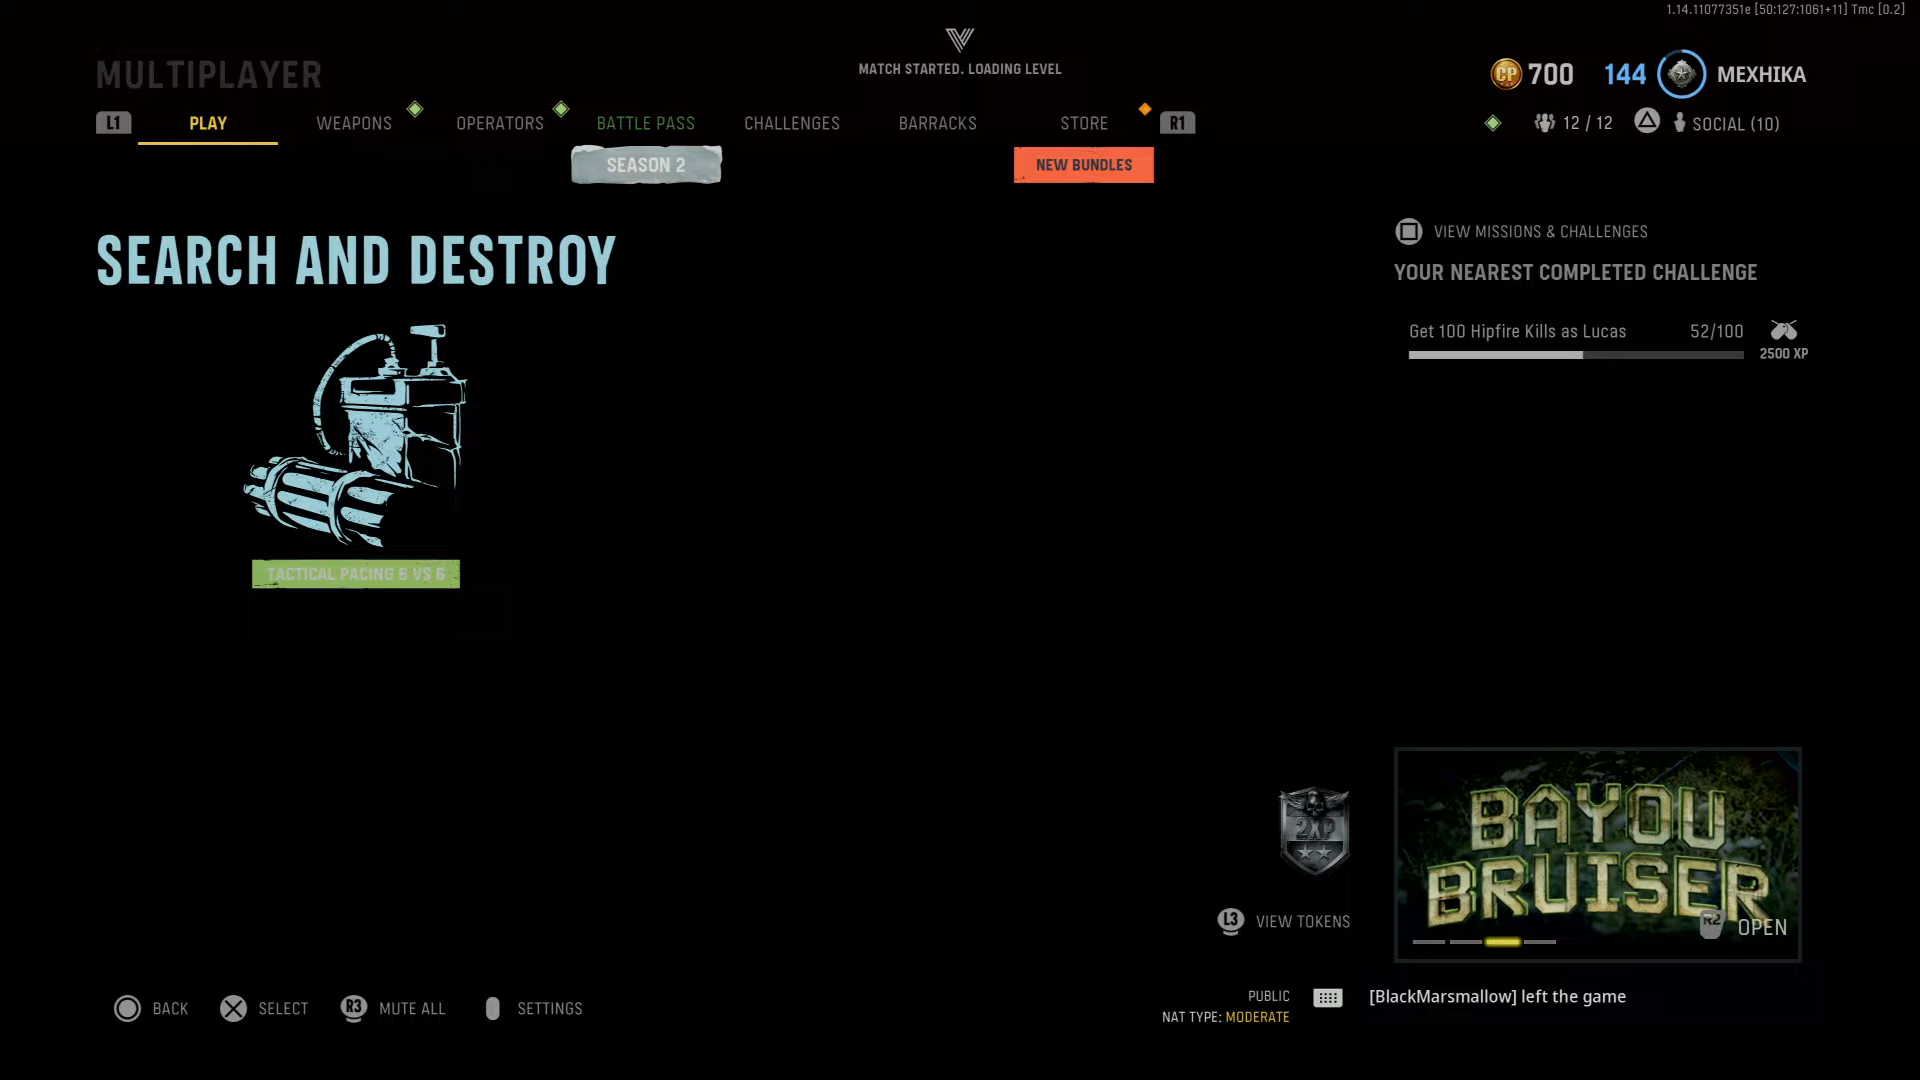 1.14.11077351e [50:127:1061+11] Tmc [0.2]
MULTIPLAYER
MATCH STARTED. LOADING LEVEL
CP 700 144 MEXHIKA
L1 PLAY WEAPONS OPERATORS BATTLE PASS CHALLENGES BARRACKS STORE R1
12 / 12 SOCIAL (10)
SEASON 2
NEW BUNDLES
SEARCH AND DESTROY
VIEW MISSIONS & CHALLENGES
YOUR NEAREST COMPLETED CHALLENGE
Get 100 Hipfire Kills as Lucas 52/100
2500 XP
TACTICAL PACING 6 VS 6
2XP
BAYOU
BRUISER
L3 VIEW TOKENS
R2 OPEN
BACK SELECT R3 MUTE ALL SETTINGS
PUBLIC
NAT TYPE: MODERATE
[BlackMarsmallow] left the game